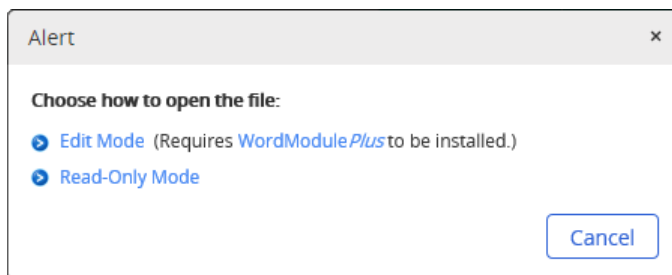 Alert ×
Choose how to open the file:
Edit Mode (Requires WordModulePlus to be installed.)
Read-Only Mode
Cancel